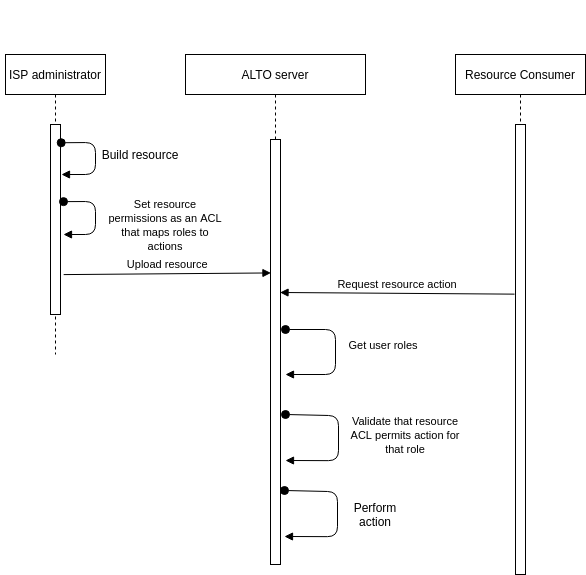 ISP administrator
ALTO server
Resource Consumer
Build resource
Set resource
permissions as an ACL
that maps roles to
actions
Upload resource
Request resource action
Get user roles
Validate that resource
ACL permits action for
that role
Perform
action